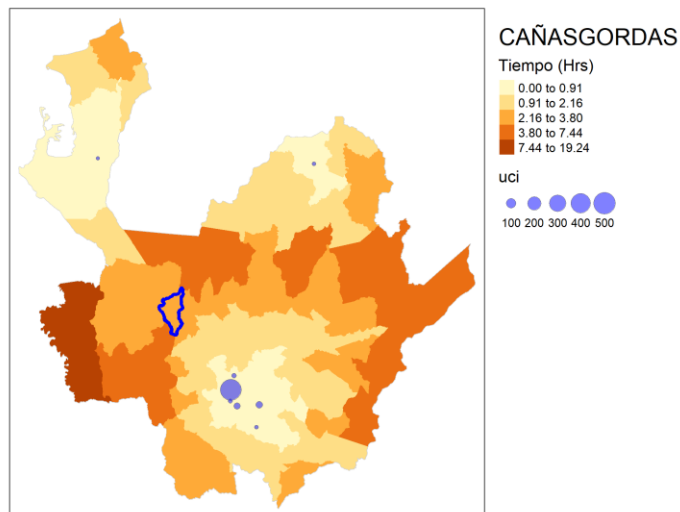 CAÑASGORDAS
Tiempo (Hrs)
0.00 to 0.91
0.91 to 2.16
2.16 to 3.80
3.80 to 7.44
7.44 to 19.24
uci
100 200 300 400 500